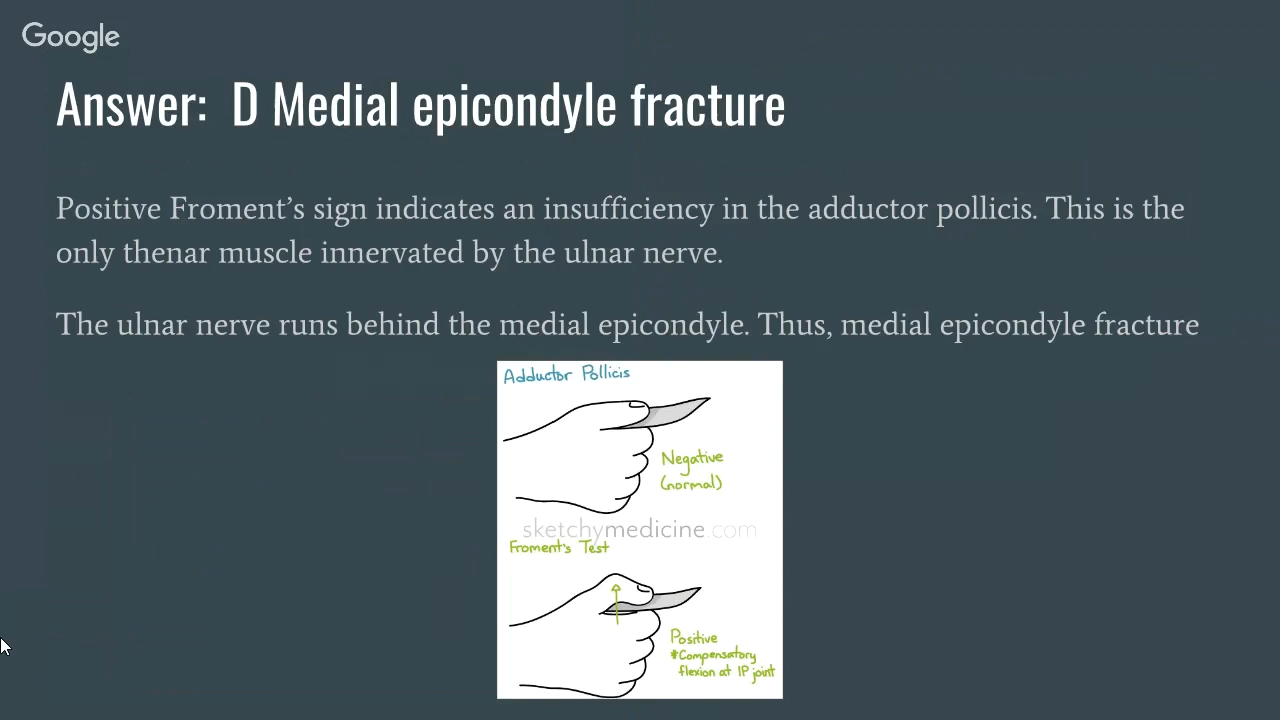 Google
Answer: D Medial epicondyle fracture
Positive Froment’s sign indicates an insufficiency in the adductor pollicis. This is the
only thenar muscle innervated by the ulnar nerve.
The ulnar nerve runs behind the medial epicondyle. Thus, medial epicondyle fracture
Adductor Pollicis
Negative
(normal)
sketchymedicine.com
Froment's Test
Positive
*Compensatory
flexion at IP joint